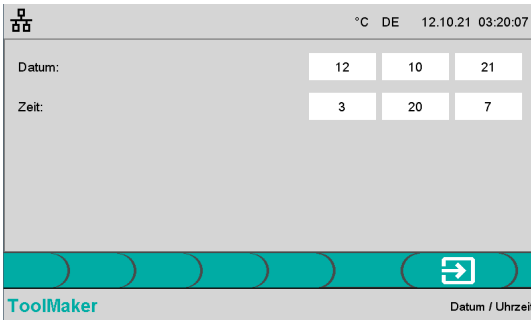 °C DE 12.10.21 03:20:07
Datum: 12 10 21
Zeit: 3 20 7
ToolMaker Datum / Uhrzeit